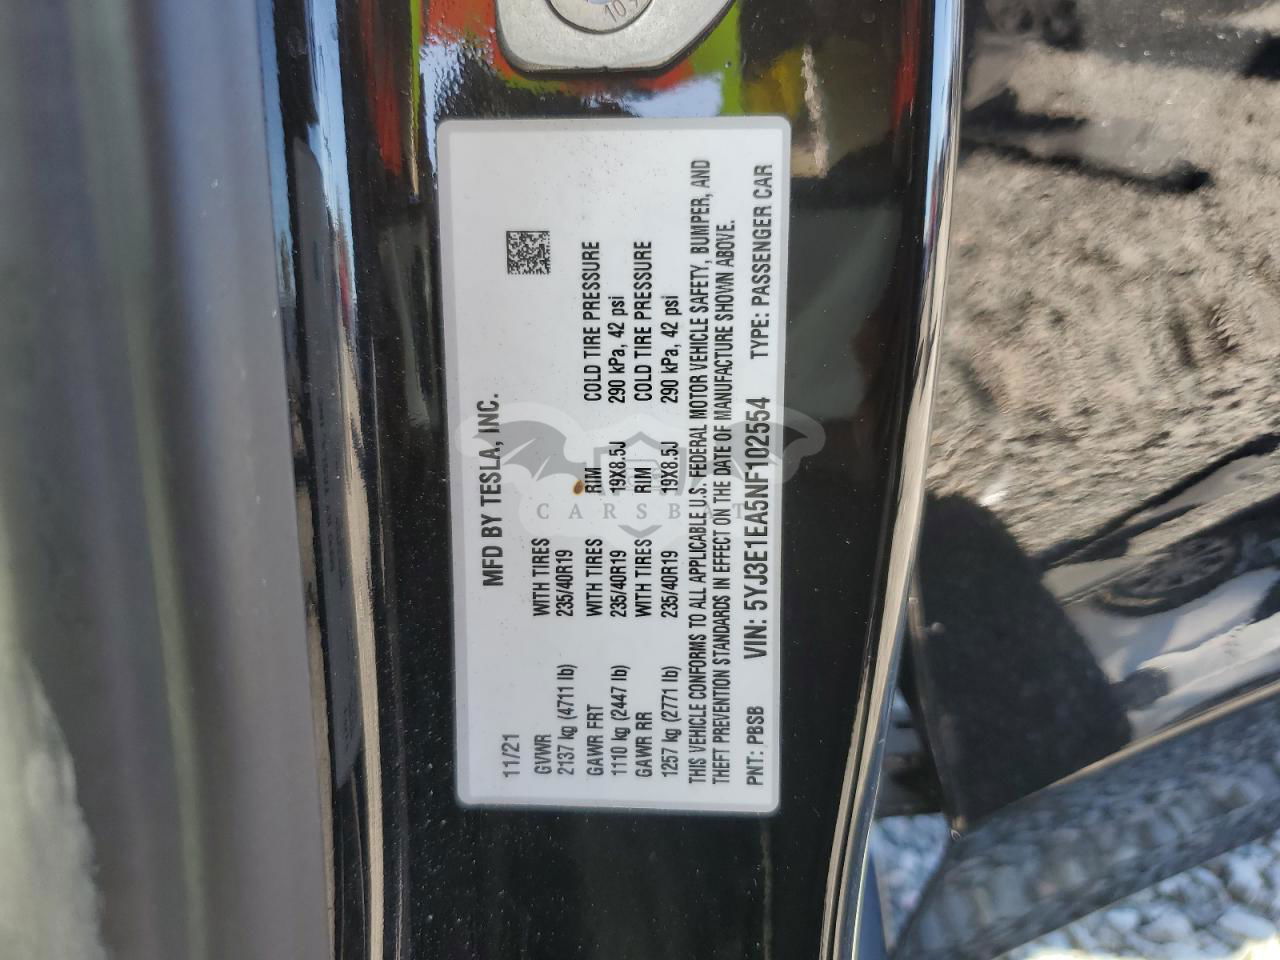 MFD BY TESLA, INC.
11/21
GVWR WITH TIRES
2137 kg (4711 lb) 235/40R19
GAWR FRT WITH TIRES RIM COLD TIRE PRESSURE
1110 kg (2447 lb) 235/40R19 19X8.5J 290 kPa, 42 psi
GAWR RR WITH TIRES RIM COLD TIRE PRESSURE
1257 kg (2771 lb) 235/40R19 19X8.5J 290 kPa, 42 psi
THIS VEHICLE CONFORMS TO ALL APPLICABLE U.S. FEDERAL MOTOR VEHICLE SAFETY, BUMPER, AND
THEFT PREVENTION STANDARDS IN EFFECT ON THE DATE OF MANUFACTURE SHOWN ABOVE.
PNT: PBSB VIN: 5YJ3E1EA5NF102554 TYPE: PASSENGER CAR
CARSBAT